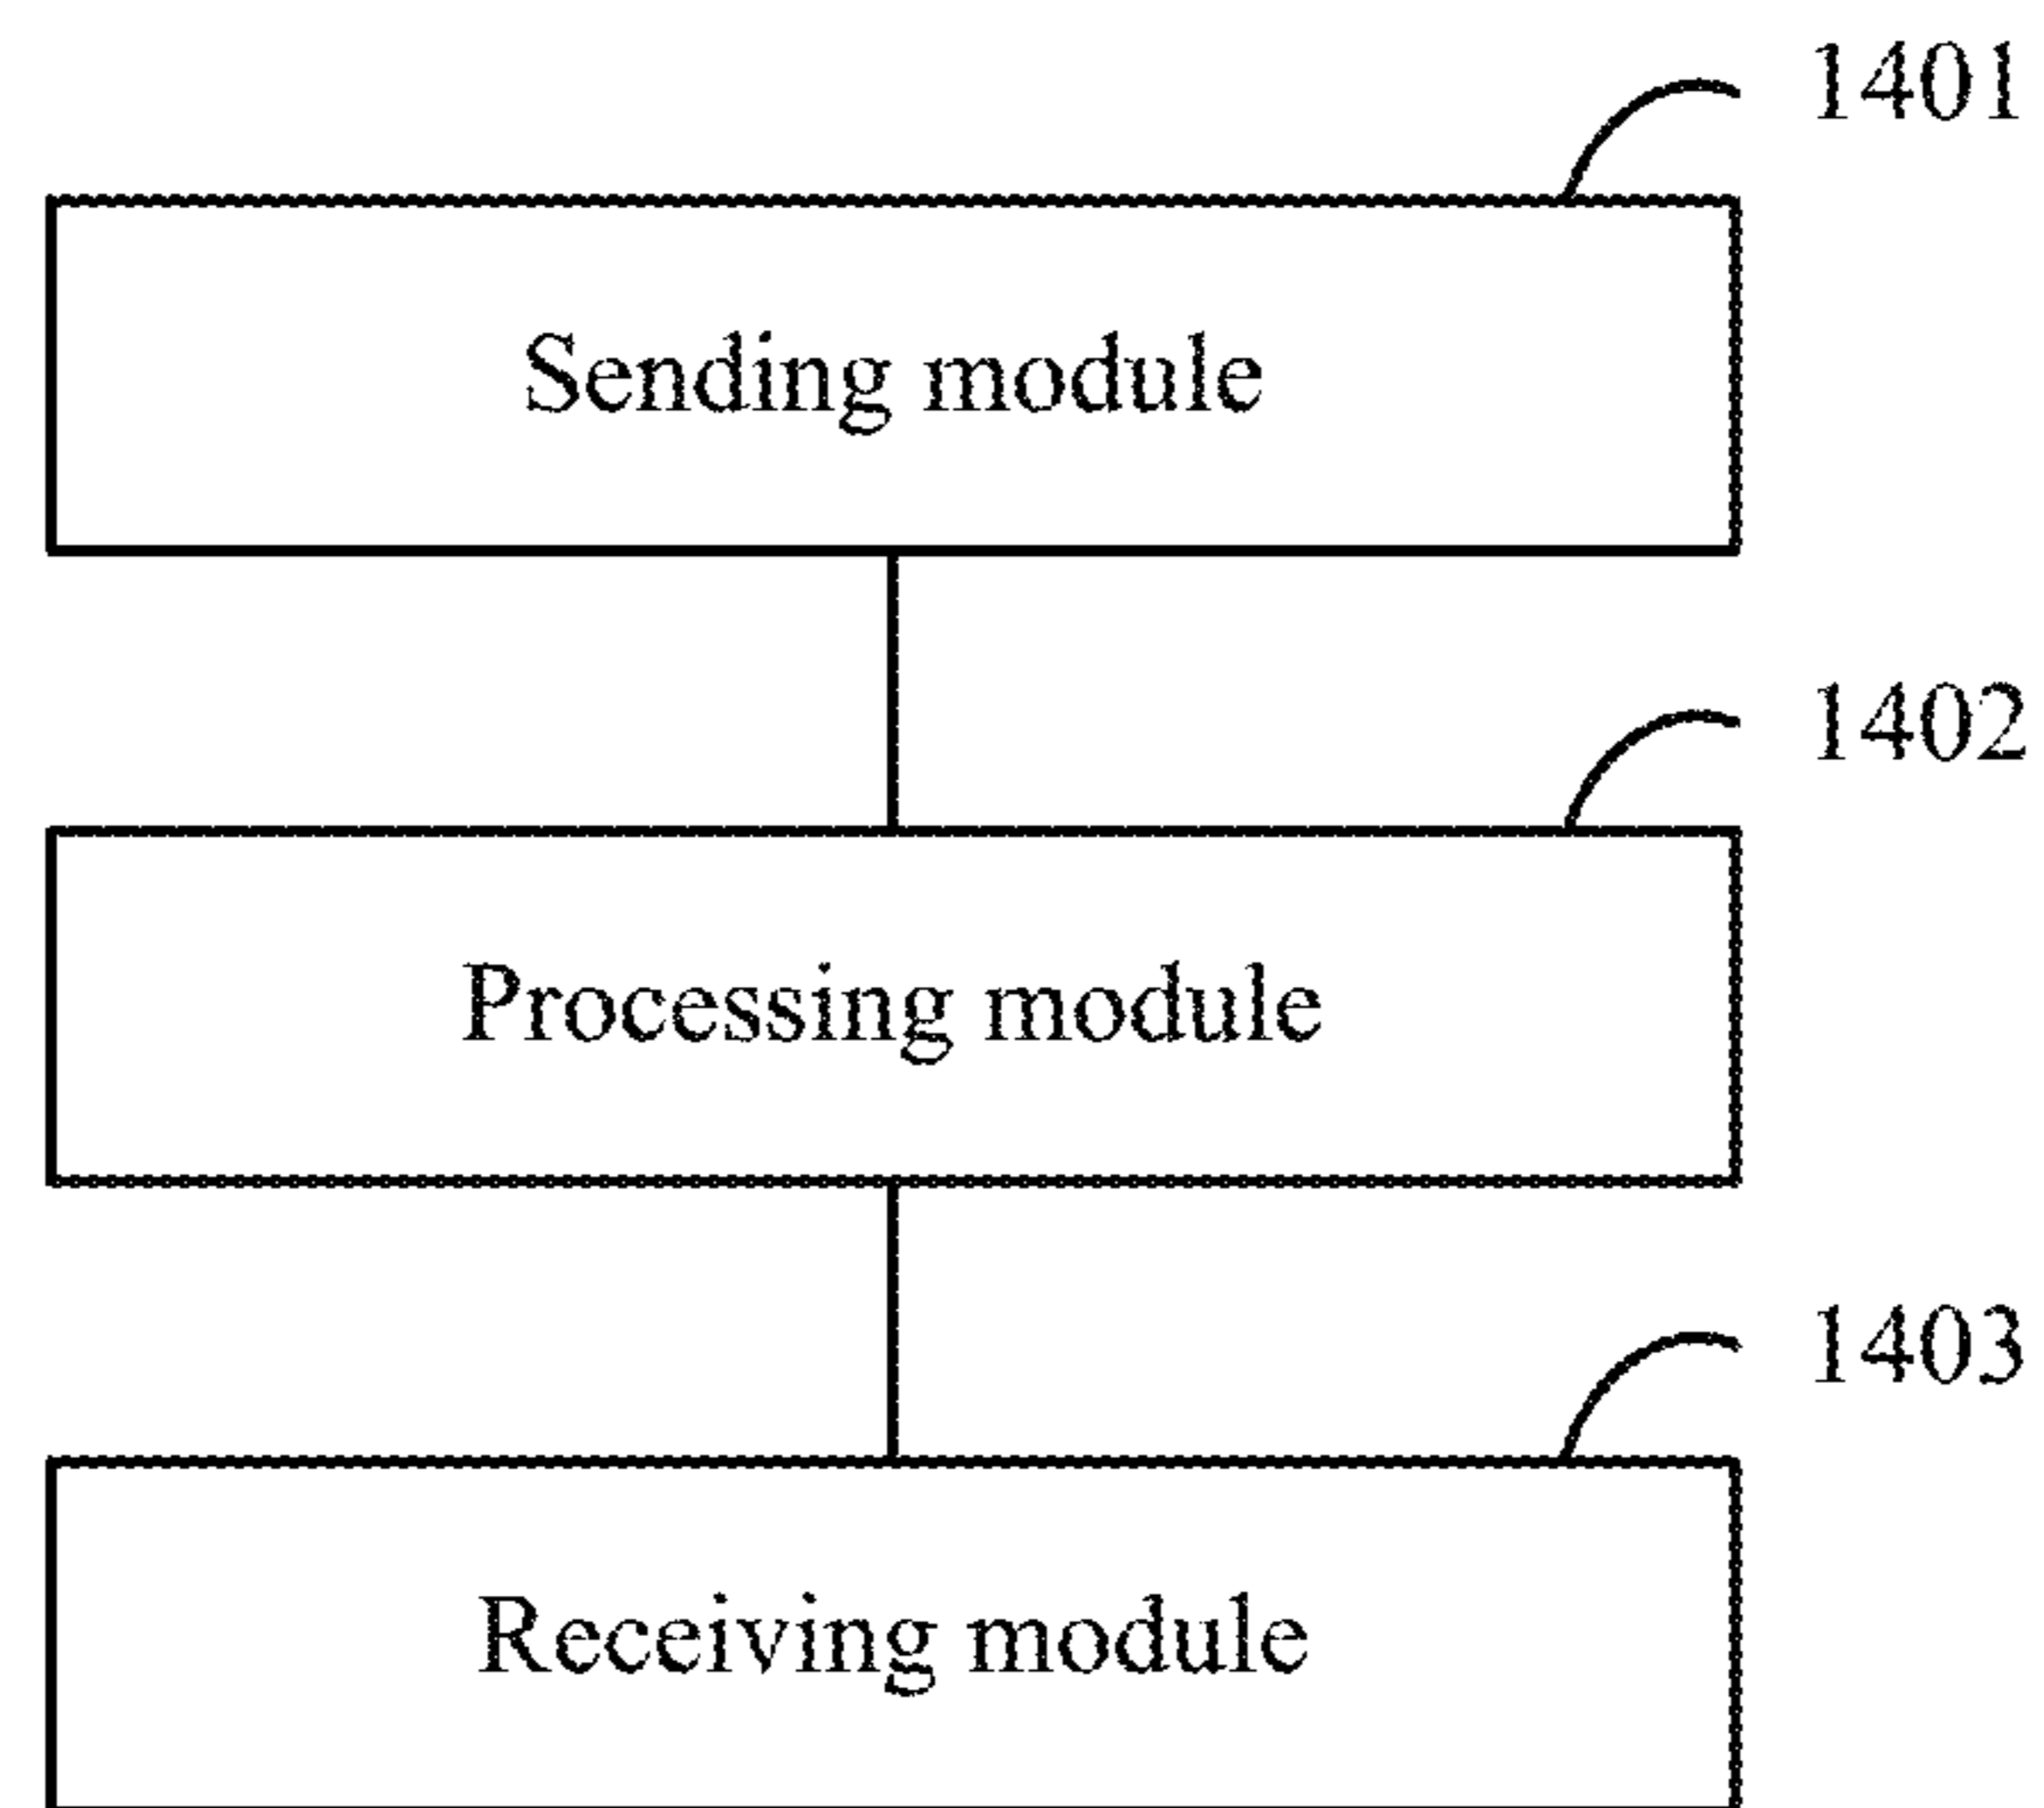 1401
Sending module
1402
Processing module
1403
Receiving module